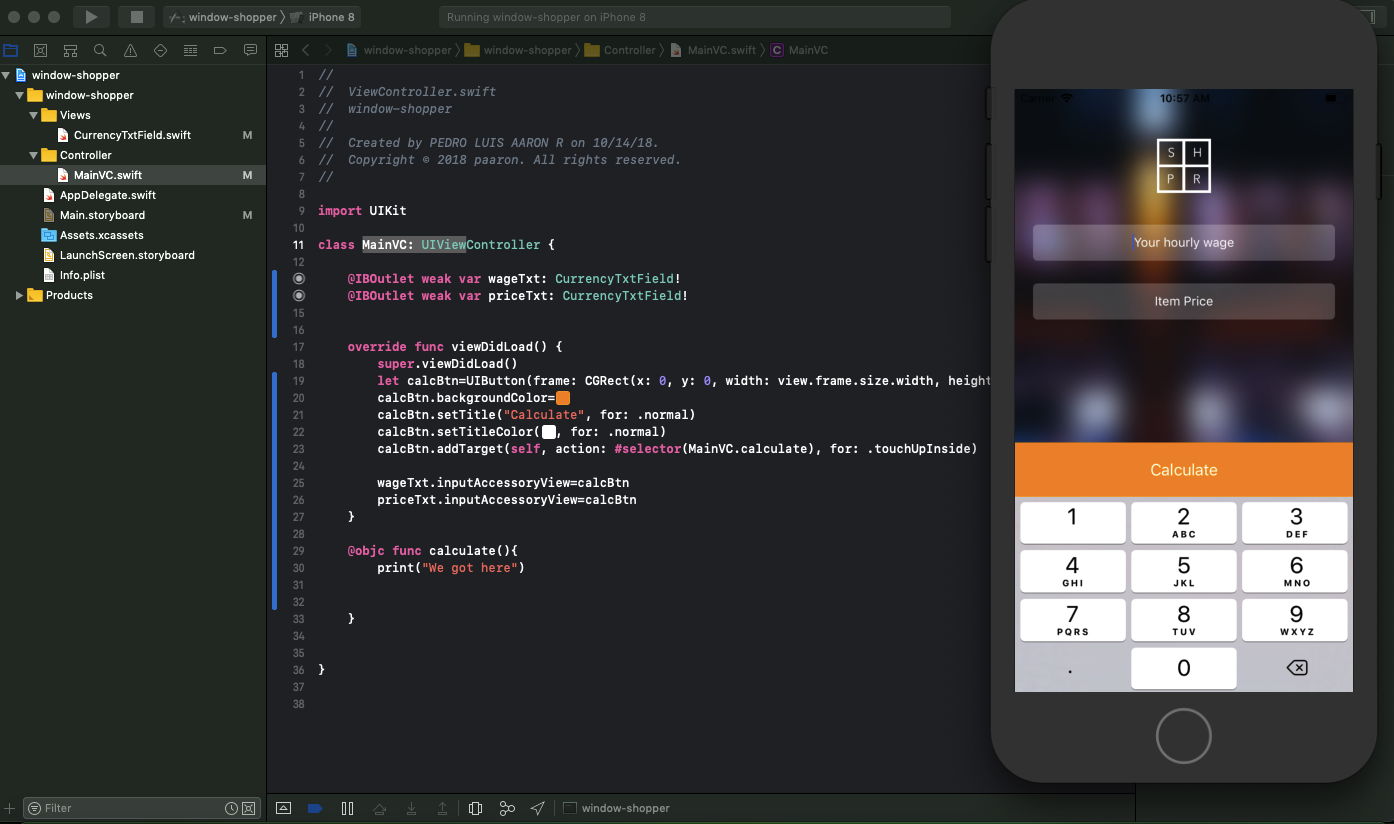 window-shopper 〉 iPhone 8
Running window-shopper on iPhone 8
window-shopper 〉 window-shopper 〉 Controller 〉 MainVC.swift 〉 C MainVC
window-shopper
window-shopper
Views
CurrencyTxtField.swift M
Controller
MainVC.swift M
AppDelegate.swift
Main.storyboard M
Assets.xcassets
LaunchScreen.storyboard
Info.plist
Products
Filter
1 //
2 //  ViewController.swift
3 //  window-shopper
4 //
5 //  Created by PEDRO LUIS AARON R on 10/14/18.
6 //  Copyright © 2018 paaron. All rights reserved.
7 //
8
9 import UIKit
10
11 class MainVC: UIViewController {
12
@IBOutlet weak var wageTxt: CurrencyTxtField!
@IBOutlet weak var priceTxt: CurrencyTxtField!
15
16
17 override func viewDidLoad() {
18 super.viewDidLoad()
19 let calcBtn=UIButton(frame: CGRect(x: 0, y: 0, width: view.frame.size.width, height
20 calcBtn.backgroundColor=
21 calcBtn.setTitle("Calculate", for: .normal)
22 calcBtn.setTitleColor( , for: .normal)
23 calcBtn.addTarget(self, action: #selector(MainVC.calculate), for: .touchUpInside)
24
25 wageTxt.inputAccessoryView=calcBtn
26 priceTxt.inputAccessoryView=calcBtn
27 }
28
29 @objc func calculate(){
30 print("We got here")
31
32
33 }
34
35
36 }
37
38
window-shopper
Carrier 10:57 AM
S H
P R
Your hourly wage
Item Price
Calculate
1 2 3
ABC DEF
4 5 6
GHI JKL MNO
7 8 9
PQRS TUV WXYZ
. 0